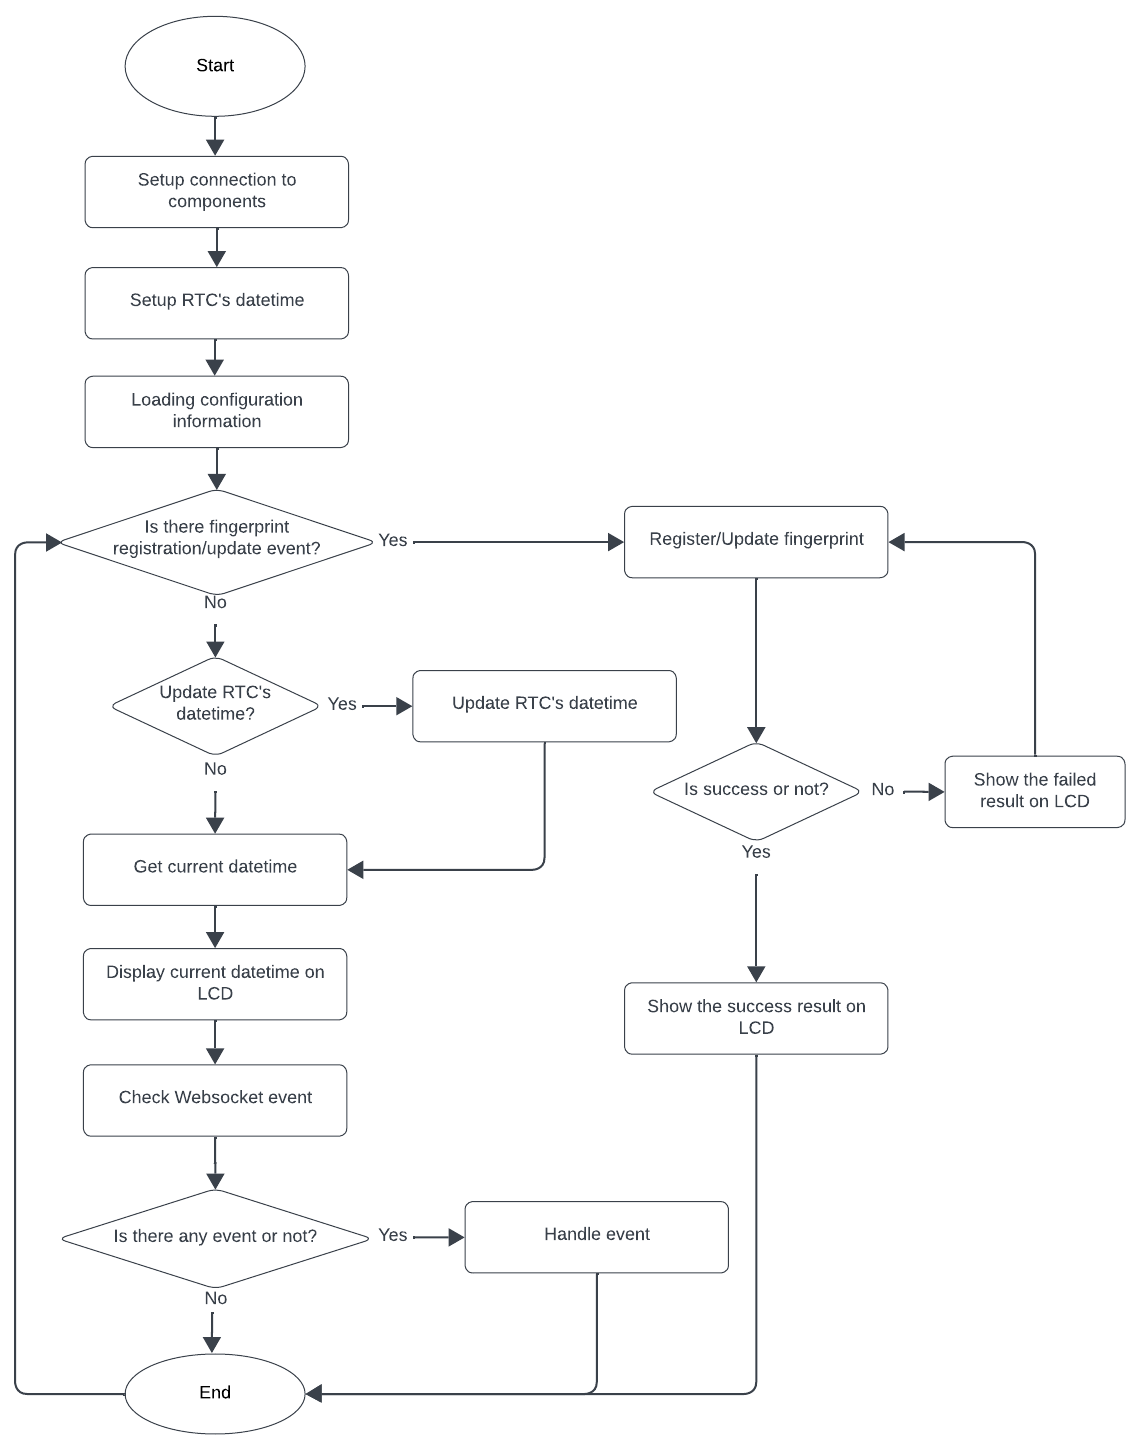 Start
Setup connection to
components
Setup RTC's datetime
Loading configuration
information
Is there fingerprint
registration/update event?
Yes
Register/Update fingerprint
No
Update RTC's
datetime?
Yes
Update RTC's datetime
No
Is success or not?
No
Show the failed
result on LCD
Yes
Get current datetime
Display current datetime on
LCD
Show the success result on
LCD
Check Websocket event
Is there any event or not?
Yes
Handle event
No
End